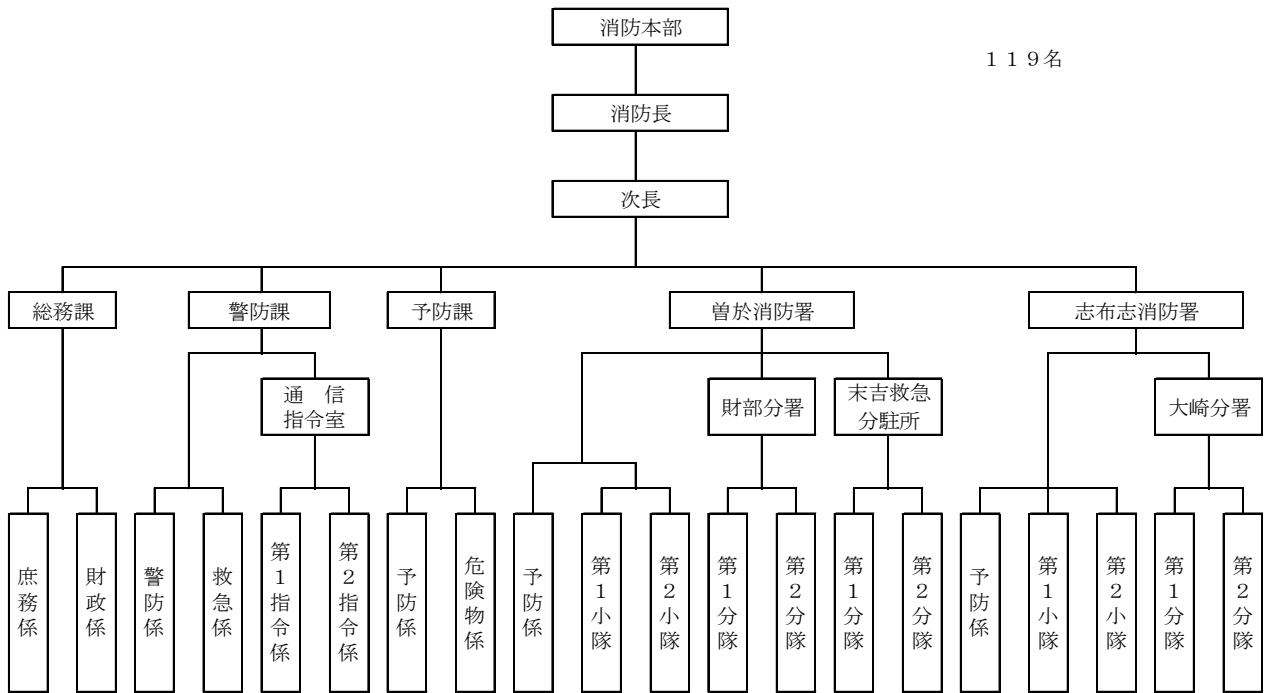 消防本部
１１９名
消防長
次長
総務課
警防課
予防課
曽於消防署
志布志消防署
通　信
指令室
財部分署
末吉救急
分駐所
大崎分署
庶務係
財政係
警防係
救急係
第１指令係
第２指令係
予防係
危険物係
予防係
第１小隊
第２小隊
第１分隊
第２分隊
第１分隊
第２分隊
予防係
第１小隊
第２小隊
第１分隊
第２分隊